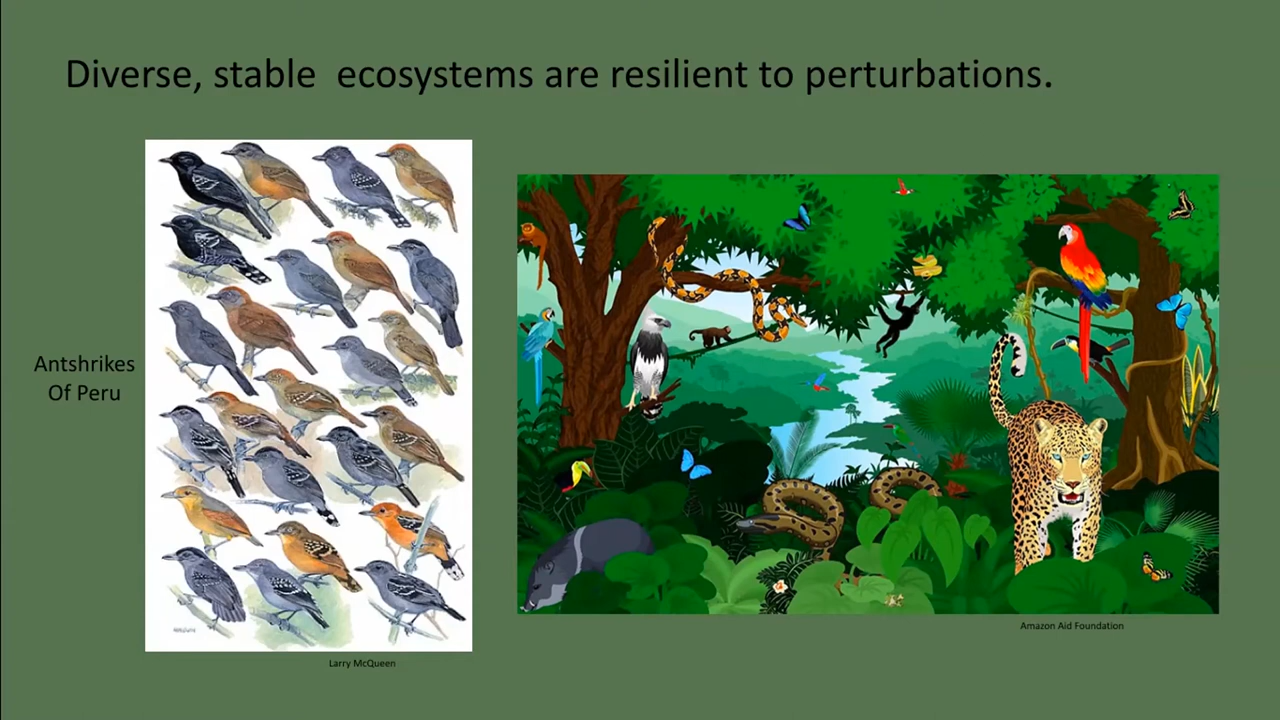 Diverse, stable  ecosystems are resilient to perturbations.
Antshrikes
Of Peru
Larry McQueen
Amazon Aid Foundation